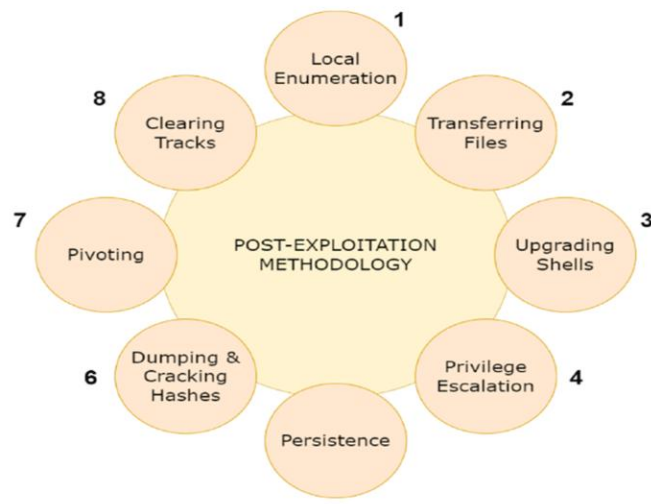 1
Local
Enumeration
2
Transferring
Files
3
Upgrading
Shells
4
Privilege
Escalation
Persistence
6
Dumping &
Cracking
Hashes
7
Pivoting
8
Clearing
Tracks
POST-EXPLOITATION
METHODOLOGY